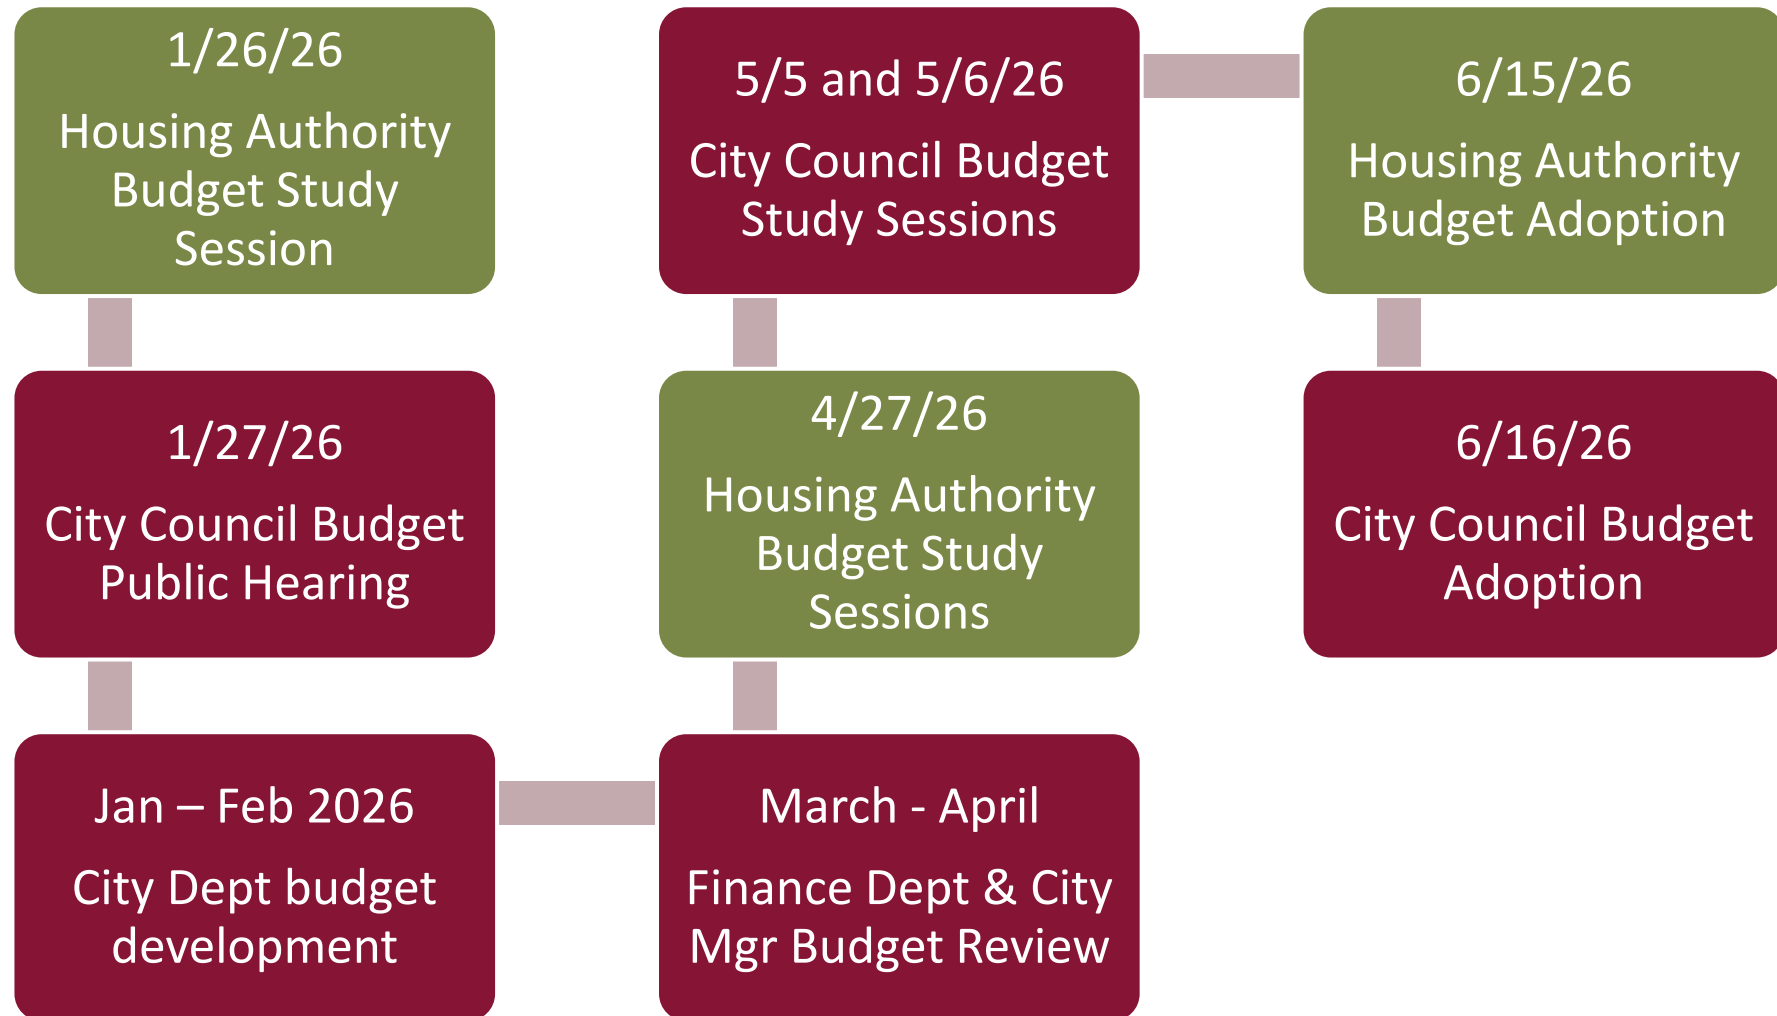 1/26/26
Housing Authority
Budget Study
Session
1/27/26
City Council Budget
Public Hearing
Jan – Feb 2026
City Dept budget
development
March - April
Finance Dept & City
Mgr Budget Review
4/27/26
Housing Authority
Budget Study
Sessions
5/5 and 5/6/26
City Council Budget
Study Sessions
6/15/26
Housing Authority
Budget Adoption
6/16/26
City Council Budget
Adoption